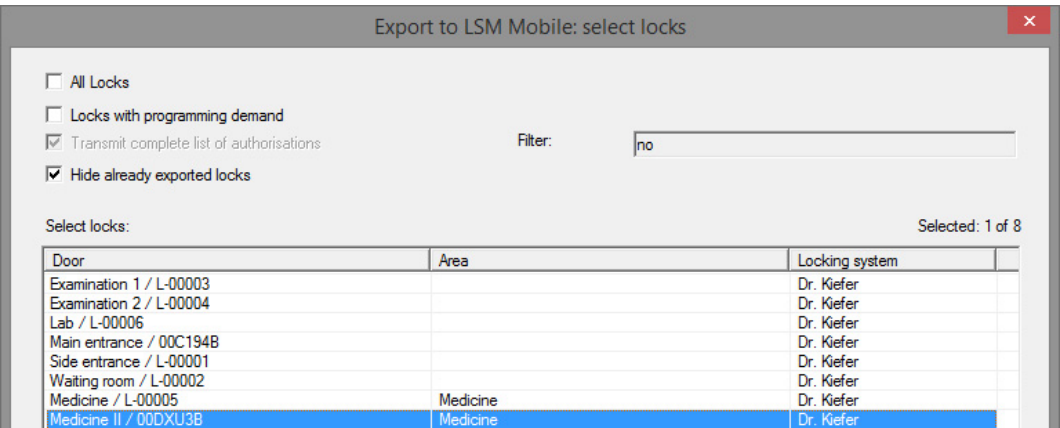 Export to LSM Mobile: select locks
All Locks
Locks with programming demand
Transmit complete list of authorisations Filter: no
Hide already exported locks
Select locks: Selected: 1 of 8
Door Area Locking system
Examination 1 / L-00003 Dr. Kiefer
Examination 2 / L-00004 Dr. Kiefer
Lab / L-00006 Dr. Kiefer
Main entrance / 00C194B Dr. Kiefer
Side entrance / L-00001 Dr. Kiefer
Waiting room / L-00002 Dr. Kiefer
Medicine / L-00005 Medicine Dr. Kiefer
Medicine II / 00DXU3B Medicine Dr. Kiefer